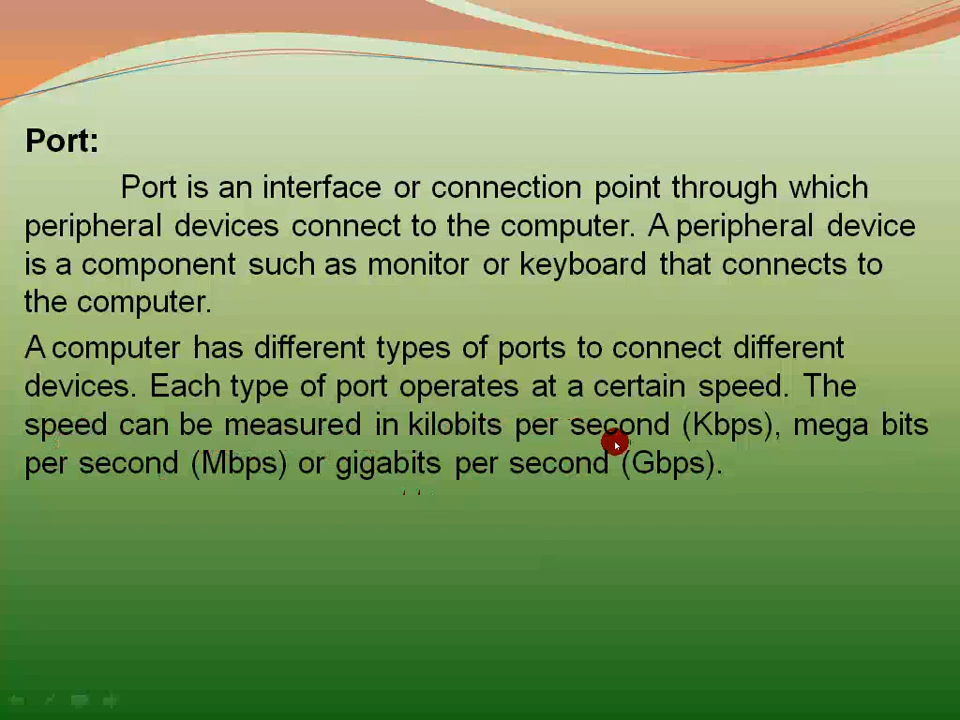 Port:
Port is an interface or connection point through which
peripheral devices connect to the computer. A peripheral device
is a component such as monitor or keyboard that connects to
the computer.
A computer has different types of ports to connect different
devices. Each type of port operates at a certain speed. The
speed can be measured in kilobits per second (Kbps), mega bits
per second (Mbps) or gigabits per second (Gbps).